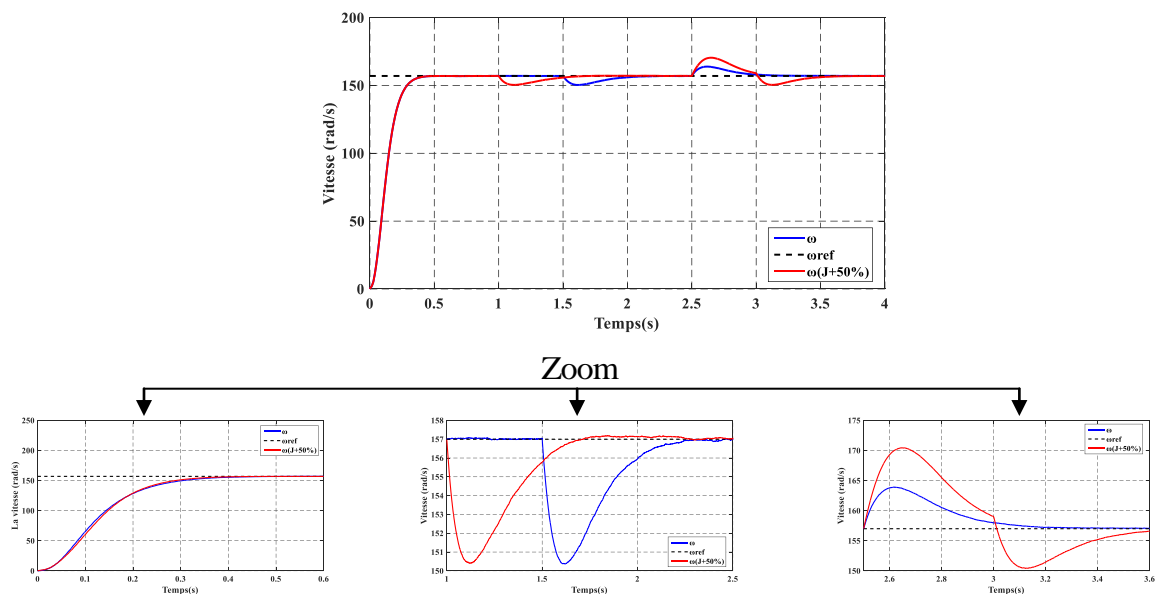 200
150
100
50
0
Vitesse (rad/s)
0 0.5 1 1.5 2 2.5 3 3.5 4
Temps(s)
ω
ωref
ω(J+50%)
Zoom
250
200
150
100
50
0
La vitesse (rad/s)
0 0.1 0.2 0.3 0.4 0.5 0.6
Temps(s)
ω
ωref
ω(J+50%)
158
157
156
155
154
153
152
151
150
Vitesse (rad/s)
1 1.5 2 2.5
Temps(s)
ω
ωref
ω(J+50%)
175
170
165
160
155
150
Vitesse (rad/s)
2.6 2.8 3 3.2 3.4 3.6
Temps(s)
ω
ωref
ω(J+50%)